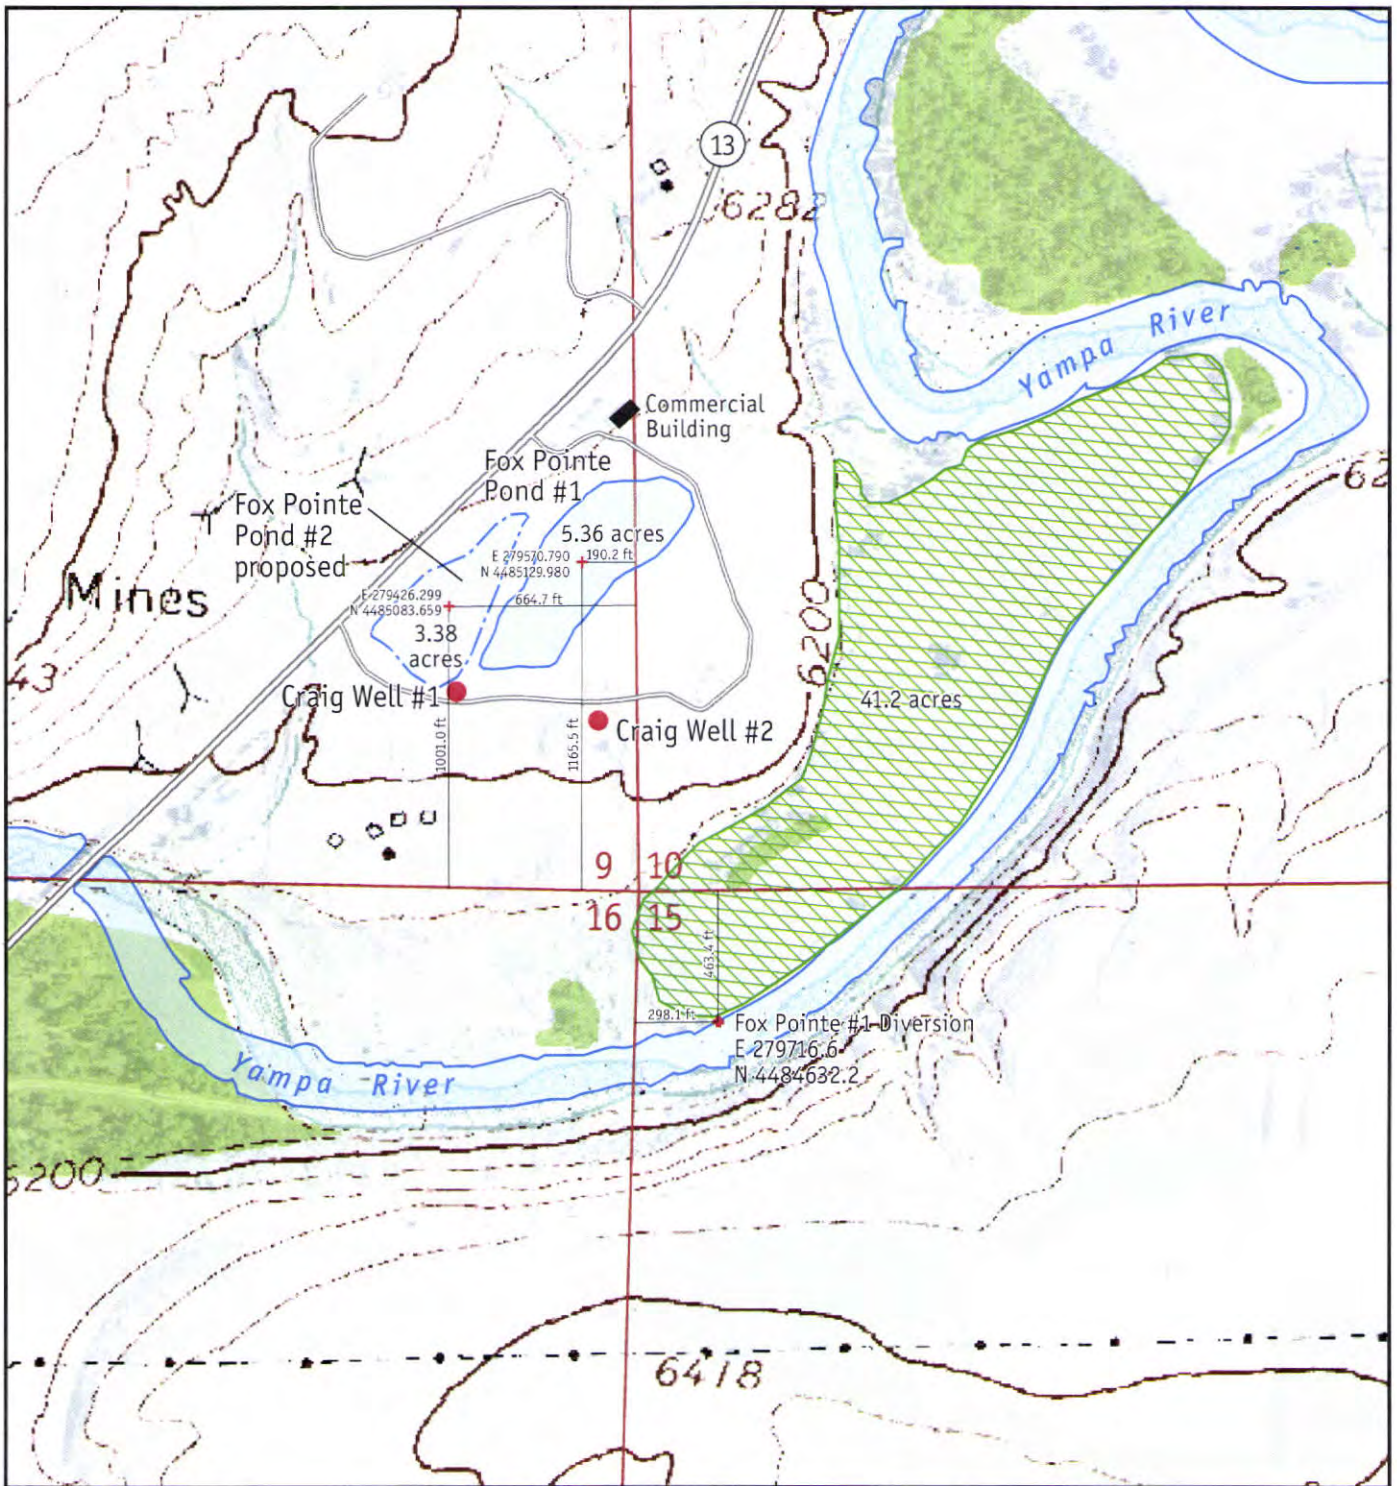 13
6282
Yampa River
Commercial
Building
Fox Pointe
Pond #1
Fox Pointe
Pond #2
proposed
5.36 acres
E 279570.790
N 4485129.980
190.2 ft
Mines
E 279426.299
N 4485083.659
664.7 ft
3.38
acres
6200
62
43
Craig Well #1
41.2 acres
Craig Well #2
1001.0 ft
1165.5 ft
9
10
16
15
463.4 ft
298.1 ft
Fox Pointe #1 Diversion
E 279716.6
N 4484632.2
Yampa River
6200
6418